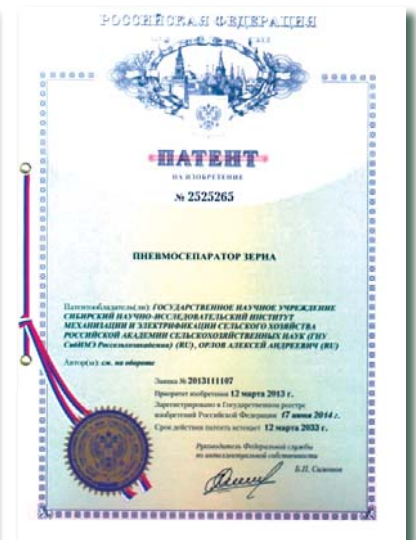 РОССИЙСКАЯ ФЕДЕРАЦИЯ
ПАТЕНТ
НА ИЗОБРЕТЕНИЕ
№ 2525265
ПНЕВМОСЕПАРАТОР ЗЕРНА
Патентообладатель(ли): ГОСУДАРСТВЕННОЕ НАУЧНОЕ УЧРЕЖДЕНИЕ
СИБИРСКИЙ НАУЧНО-ИССЛЕДОВАТЕЛЬСКИЙ ИНСТИТУТ
МЕХАНИЗАЦИИ И ЭЛЕКТРИФИКАЦИИ СЕЛЬСКОГО ХОЗЯЙСТВА
РОССИЙСКОЙ АКАДЕМИИ СЕЛЬСКОХОЗЯЙСТВЕННЫХ НАУК (ГНУ
СибИМЭ Россельхозакадемии) (RU), ОРЛОВ АЛЕКСЕЙ АНДРЕЕВИЧ (RU)
Автор(ы): см. на обороте
Заявка № 2013111107
Приоритет изобретения 12 марта 2013 г.
Зарегистрировано в Государственном реестре
изобретений Российской Федерации 17 июня 2014 г.
Срок действия патента истекает 12 марта 2033 г.
Руководитель Федеральной службы
по интеллектуальной собственности
Б.П. Симонов